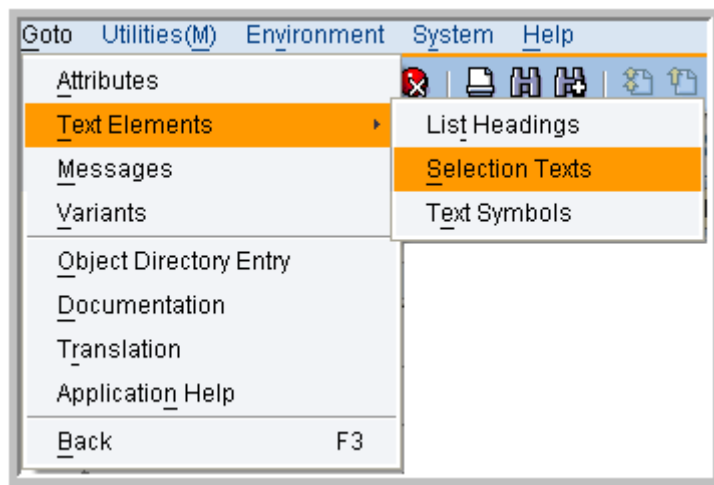 Goto Utilities(M) Environment System Help
Attributes
Text Elements
List Headings
Messages
Selection Texts
Variants
Text Symbols
Object Directory Entry
Documentation
Translation
Application Help
Back F3